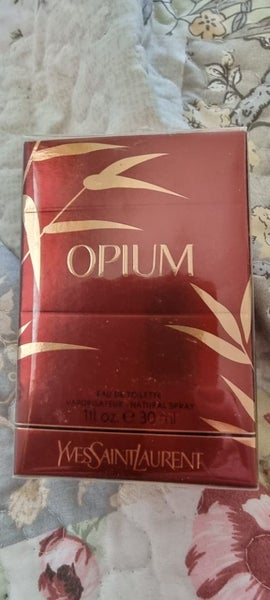 OPIUM
EAU DE TOILETTE
VAPORISATEUR - NATURAL SPRAY
1 fl oz. ℮ 30 ml
YVESSAINTLAURENT